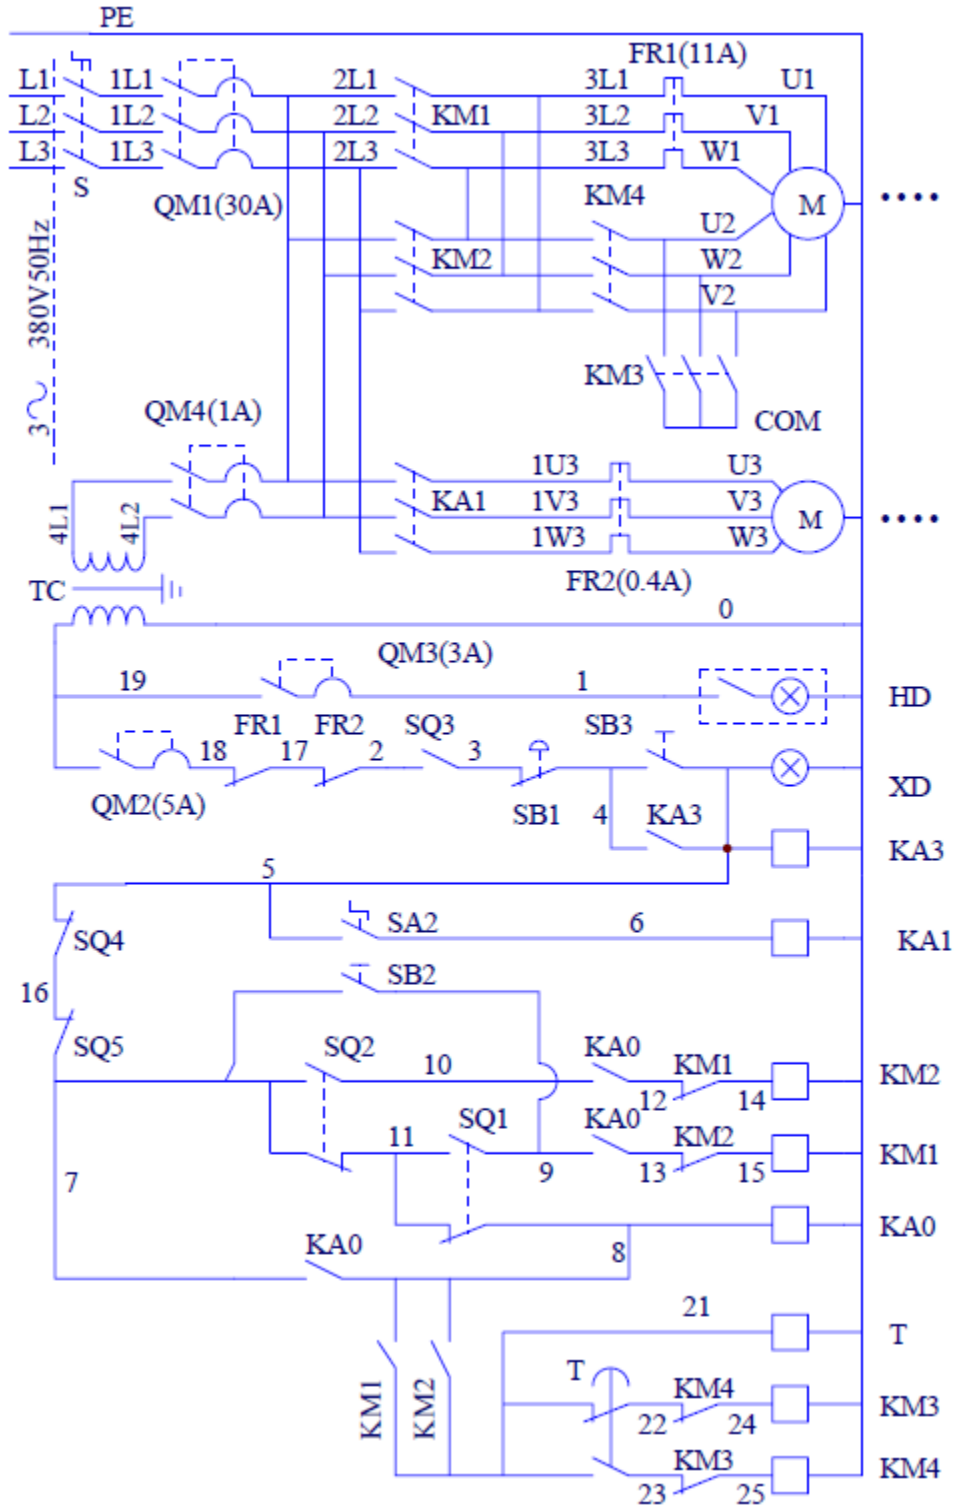 PE
FR1(11A)
L1 1L1 2L1 3L1 U1
L2 1L2 2L2 KM1 3L2 V1
L3 1L3 2L3 3L3 W1
S QM1(30A) KM4 M
U2
KM2 W2
V2
3 380V50Hz
KM3
QM4(1A) COM
1U3 U3
4L1 4L2 KA1 1V3 V3 M
1W3 W3
TC FR2(0.4A)
0
QM3(3A)
19 1 HD
FR1 FR2 SQ3 SB3
18 17 2 3
XD
QM2(5A) SB1 4 KA3
KA3
5
SA2 6
SQ4 KA1
SB2
16
SQ5 SQ2 10 KA0 KM1 KM2
12 14
11 SQ1 KA0 KM2 KM1
7 9 13 15
KA0
KA0 8
21
T
T
KM1 KM2 KM4 KM3
22 24
KM3 KM4
23 25